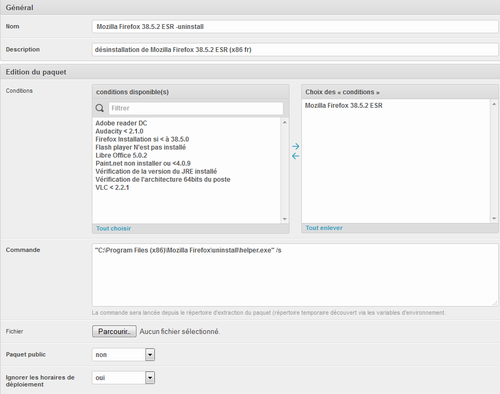 Général
Nom
Mozilla Firefox 38.5.2 ESR -uninstall
Description
désinstallation de Mozilla Firefox 38.5.2 ESR (x86 fr)
Edition du paquet
Conditions
conditions disponible(s)
Filtrer
Adobe reader DC
Audacity < 2.1.0
Firefox Installation si < à 38.5.0
Flash player N'est pas installé
Libre Office 5.0.2
Paint.net non installer ou <4.0.9
Vérification de la version du JRE installé
Vérification de l'architecture 64bits du poste
VLC < 2.2.1
Tout choisir
Choix des « conditions »
Mozilla Firefox 38.5.2 ESR
Tout enlever
Commande
"C:\Program Files (x86)\Mozilla Firefox\uninstall\helper.exe" /s
La commande sera lancée depuis le répertoire d'extraction du paquet (répertoire temporaire découvert via les variables d'environnement.
Fichier
Parcourir..
Aucun fichier sélectionné.
Paquet public
non
Ignorer les horaires de déploiement
oui